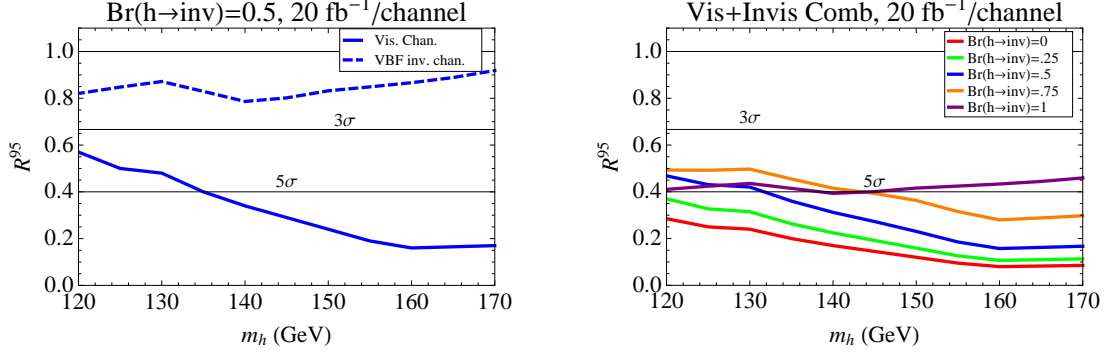 Br(h→inv)=0.5, 20 fb⁻¹/channel
Vis. Chan.
VBF inv. chan.
3σ
5σ
1.0
0.8
0.6
0.4
0.2
0.0
R⁹⁵
120
130
140
150
160
170
m_h (GeV)
Vis+Invis Comb, 20 fb⁻¹/channel
Br(h→inv)=0
Br(h→inv)=.25
Br(h→inv)=.5
Br(h→inv)=.75
Br(h→inv)=1
3σ
5σ
1.0
0.8
0.6
0.4
0.2
0.0
R⁹⁵
120
130
140
150
160
170
m_h (GeV)